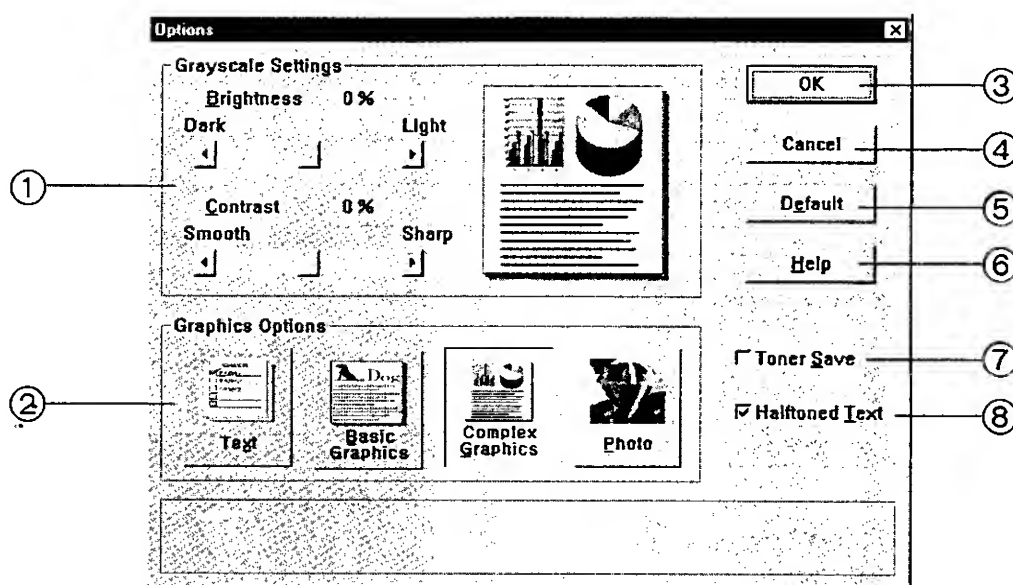 Options
Grayscale Settings
Brightness 0 %
Dark Light
Contrast 0 %
Smooth Sharp
①
OK
③
Cancel
④
Default
⑤
Help
⑥
Graphics Options
②
Text
Dog
Basic
Graphics
Complex
Graphics
Photo
Toner Save
⑦
Halftoned Text
⑧